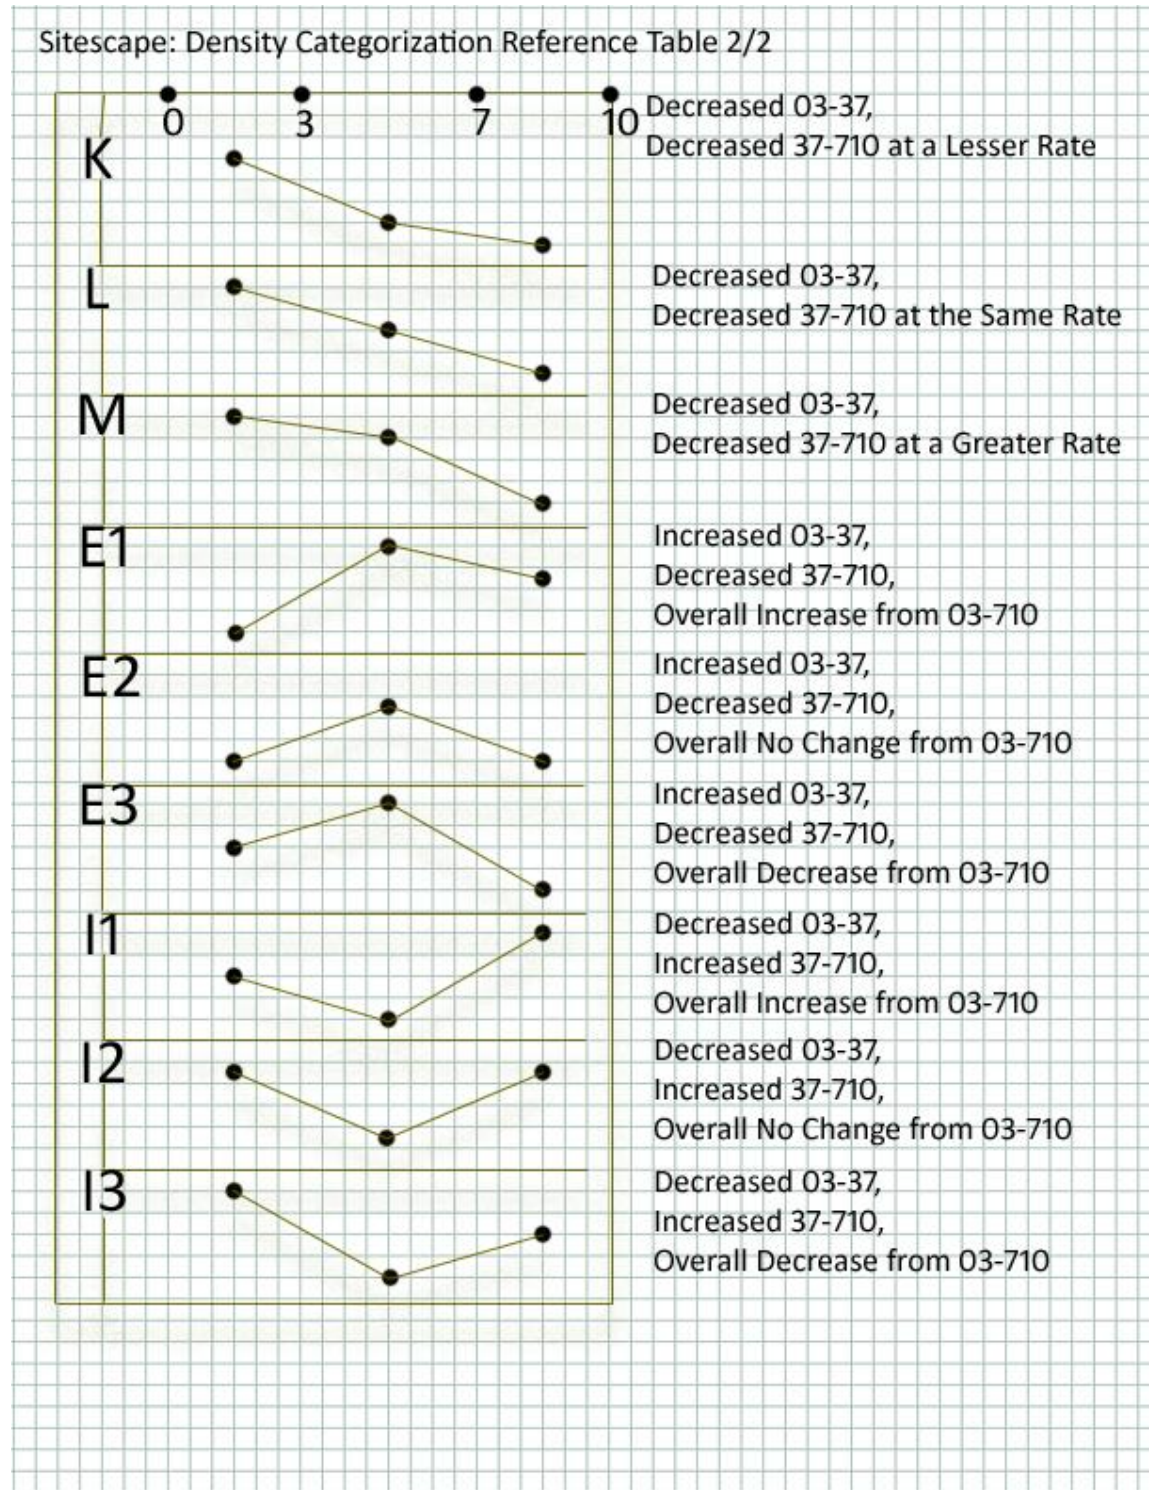 Sitescape: Density Categorization Reference Table 2/2
0 3 7 10
Decreased 03-37,
Decreased 37-710 at a Lesser Rate
K
L
Decreased 03-37,
Decreased 37-710 at the Same Rate
M
Decreased 03-37,
Decreased 37-710 at a Greater Rate
E1
Increased 03-37,
Decreased 37-710,
Overall Increase from 03-710
E2
Increased 03-37,
Decreased 37-710,
Overall No Change from 03-710
E3
Increased 03-37,
Decreased 37-710,
Overall Decrease from 03-710
I1
Decreased 03-37,
Increased 37-710,
Overall Increase from 03-710
I2
Decreased 03-37,
Increased 37-710,
Overall No Change from 03-710
I3
Decreased 03-37,
Increased 37-710,
Overall Decrease from 03-710